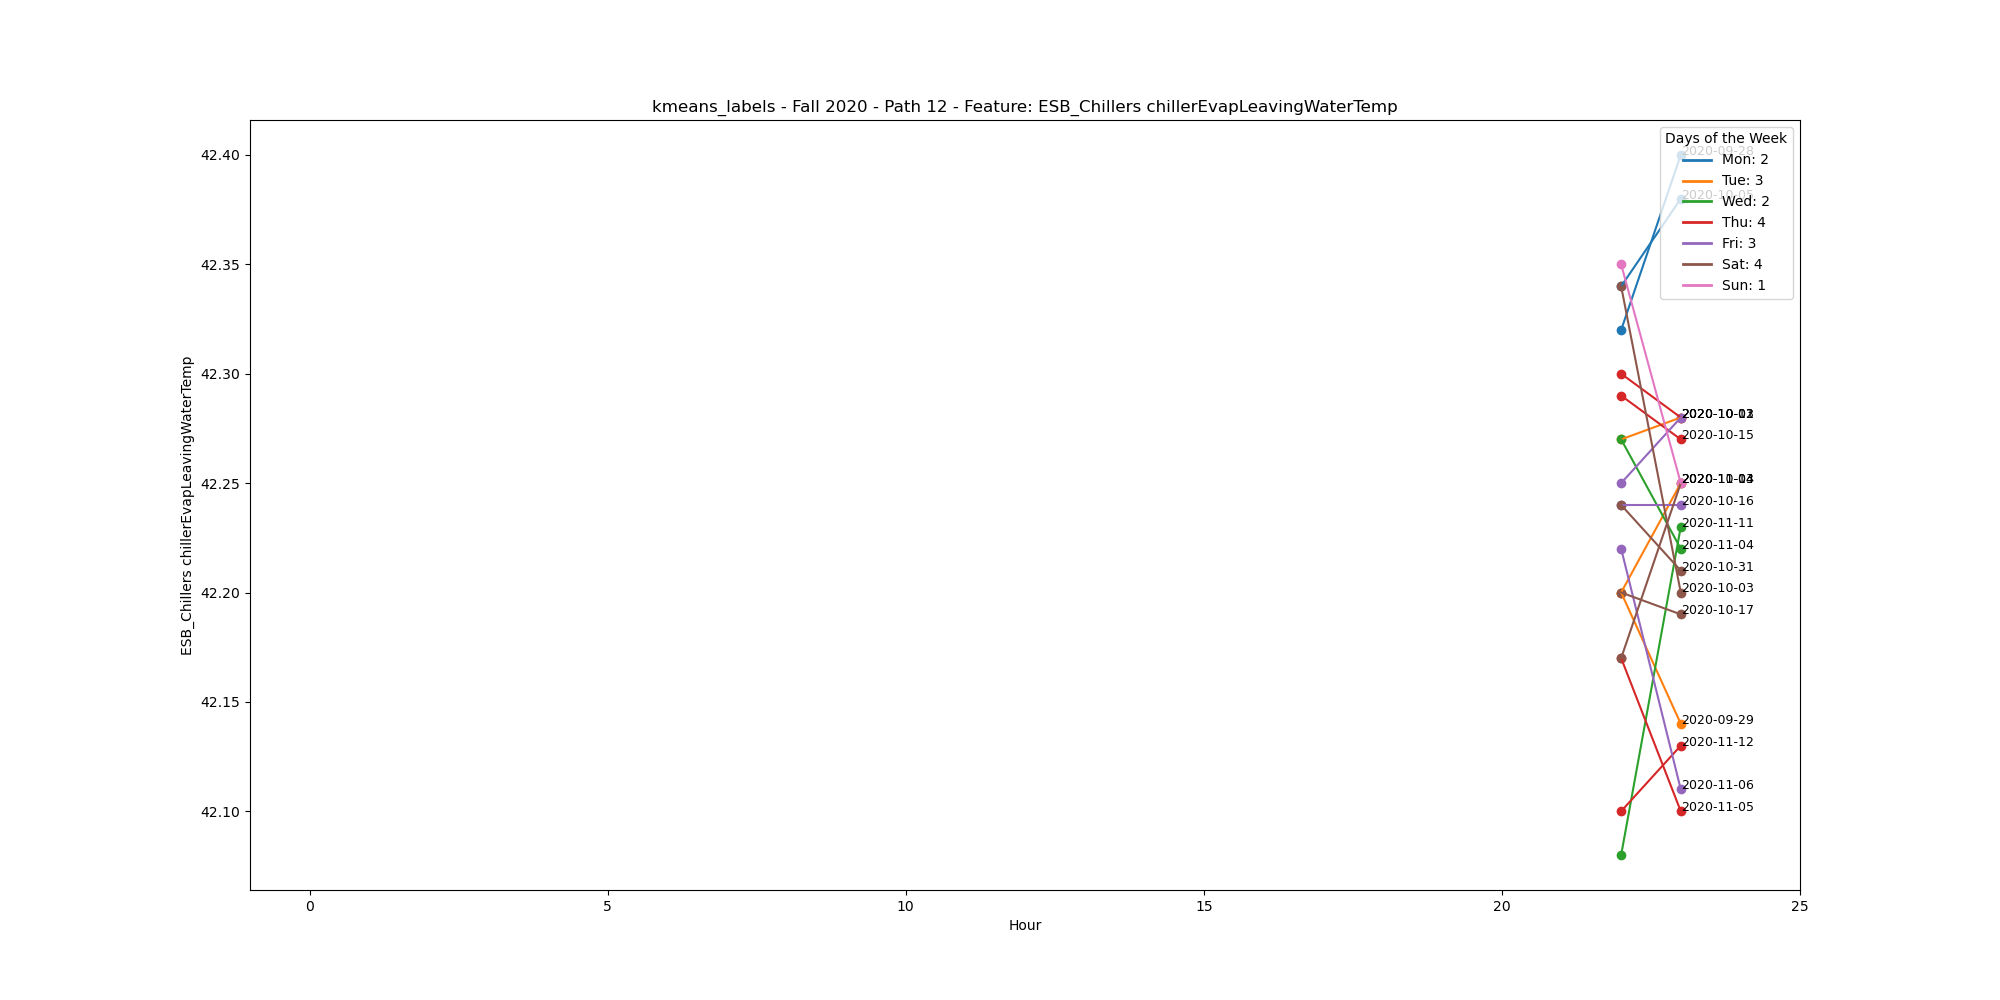 kmeans_labels - Fall 2020 - Path 12 - Feature: ESB_Chillers chillerEvapLeavingWaterTemp
ESB_Chillers chillerEvapLeavingWaterTemp
42.40
42.35
42.30
42.25
42.20
42.15
42.10
Days of the Week
Mon: 2
Tue: 3
Wed: 2
Thu: 4
Fri: 3
Sat: 4
Sun: 1
2020-09-28
2020-10-05
2020-10-15
2020-10-16
2020-11-11
2020-11-04
2020-10-31
2020-10-03
2020-10-17
2020-09-29
2020-11-12
2020-11-06
2020-11-05
0
5
10
15
20
25
Hour